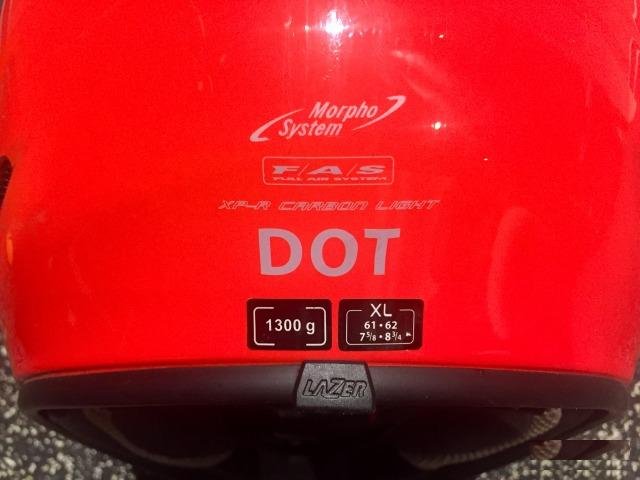 Morpho
System
F/A/S
FULL AIR SYSTEM
XP-R CARBON LIGHT
DOT
1300 g
XL
61·62
7 5/8·8 3/4
LAZER